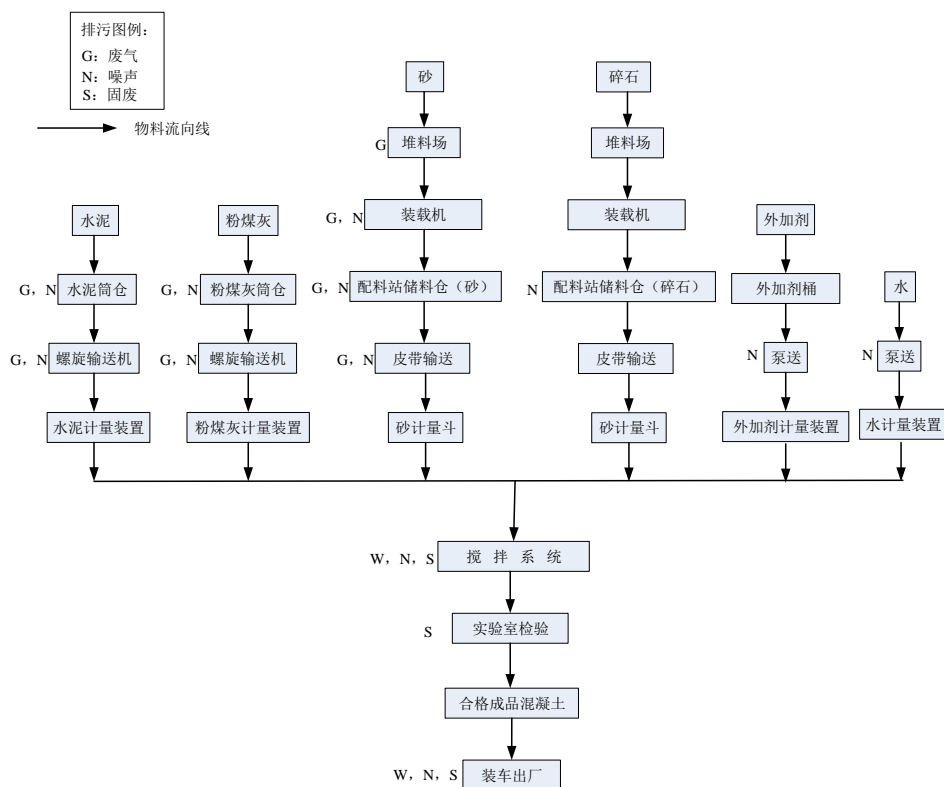 排污图例：
G：废气
N：噪声
S：固废
物料流向线
砂
碎石
G
堆料场
堆料场
水泥
粉煤灰
G，N
装载机
装载机
外加剂
G，N
水泥筒仓
G，N
粉煤灰筒仓
G，N
配料站储料仓（砂）
N
配料站储料仓（碎石）
外加剂桶
水
G，N
螺旋输送机
N
螺旋输送机
G，N
皮带输送
皮带输送
N
泵送
N
泵送
水泥计量装置
粉煤灰计量装置
砂计量斗
砂计量斗
外加剂计量装置
水计量装置
W，N，S
搅 拌 系 统
S
实验室检验
合格成品混凝土
W，N，S
装车出厂